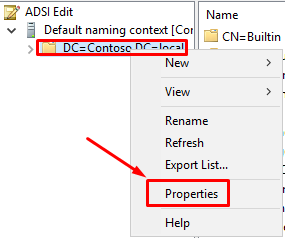 ADSI Edit
Default naming context [Co
DC=Contoso,DC=local
Name
CN=Builtin
New
View
Rename
Refresh
Export List...
Properties
Help